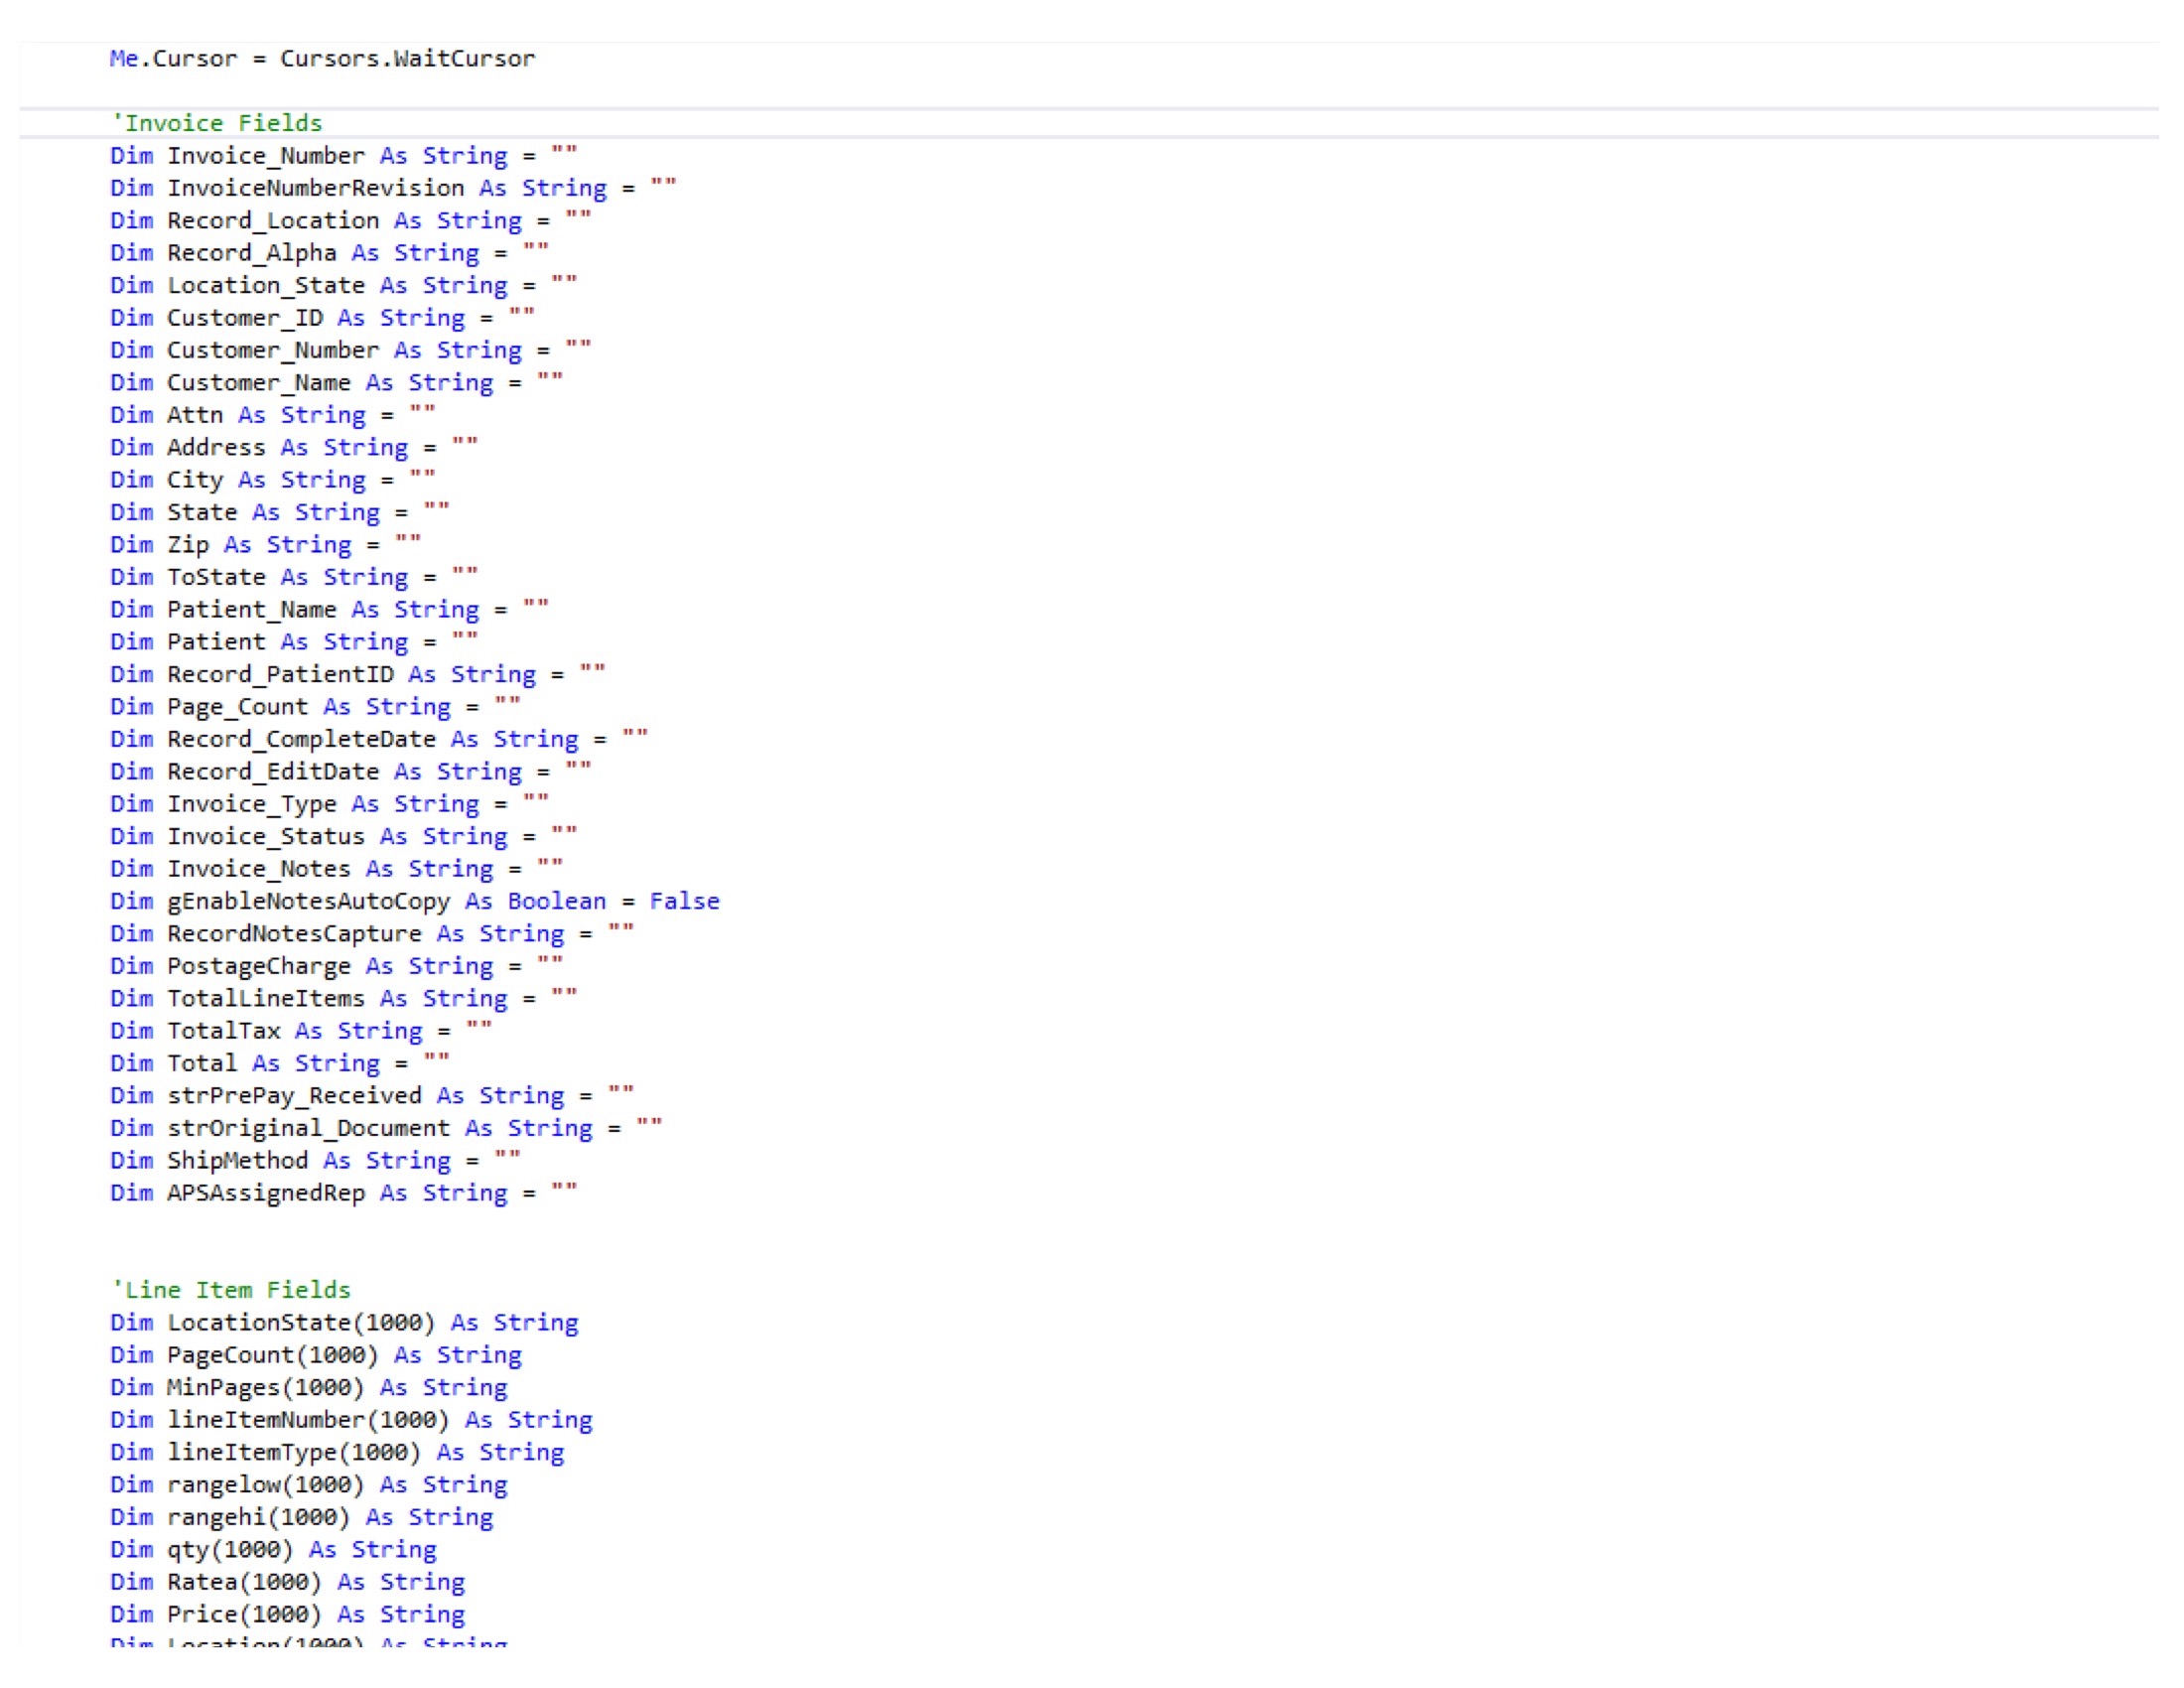 Me.Cursor = Cursors.WaitCursor
'Invoice Fields
Dim Invoice_Number As String = ""
Dim InvoiceNumberRevision As String = ""
Dim Record_Location As String = ""
Dim Record_Alpha As String = ""
Dim Location_State As String = ""
Dim Customer_ID As String = ""
Dim Customer_Number As String = ""
Dim Customer_Name As String = ""
Dim Attn As String = ""
Dim Address As String = ""
Dim City As String = ""
Dim State As String = ""
Dim Zip As String = ""
Dim ToState As String = ""
Dim Patient_Name As String = ""
Dim Patient As String = ""
Dim Record_PatientID As String = ""
Dim Page_Count As String = ""
Dim Record_CompleteDate As String = ""
Dim Record_EditDate As String = ""
Dim Invoice_Type As String = ""
Dim Invoice_Status As String = ""
Dim Invoice_Notes As String = ""
Dim gEnableNotesAutoCopy As Boolean = False
Dim RecordNotesCapture As String = ""
Dim PostageCharge As String = ""
Dim TotalLineItems As String = ""
Dim TotalTax As String = ""
Dim Total As String = ""
Dim strPrePay_Received As String = ""
Dim strOriginal_Document As String = ""
Dim ShipMethod As String = ""
Dim APSAssignedRep As String = ""
'Line Item Fields
Dim LocationState(1000) As String
Dim PageCount(1000) As String
Dim MinPages(1000) As String
Dim lineItemNumber(1000) As String
Dim lineItemType(1000) As String
Dim rangelow(1000) As String
Dim rangehi(1000) As String
Dim qty(1000) As String
Dim Ratea(1000) As String
Dim Price(1000) As String
Dim Location(1000) As String